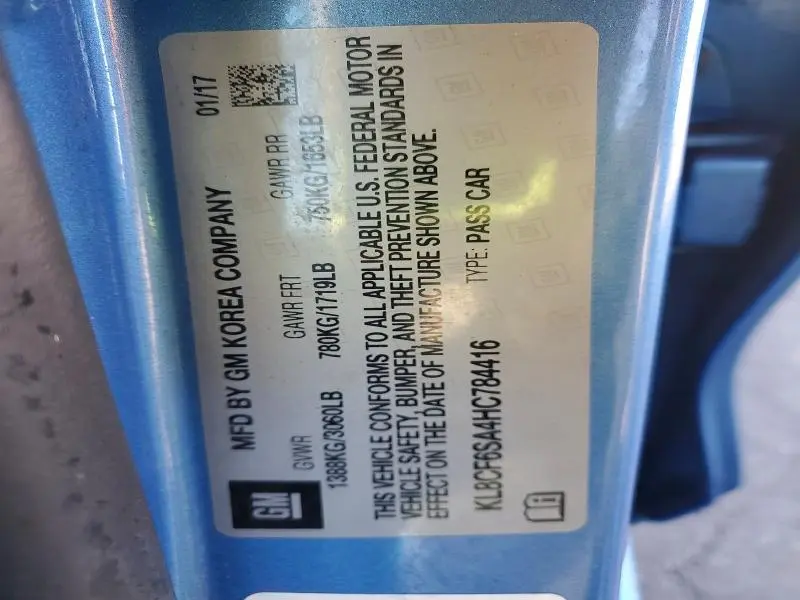 GM
MFD BY GM KOREA COMPANY 01/17
GVWR GAWR FRT GAWR RR
1388KG/3060LB 780KG/1719LB 750KG/1653LB
THIS VEHICLE CONFORMS TO ALL APPLICABLE U.S. FEDERAL MOTOR
VEHICLE SAFETY, BUMPER, AND THEFT PREVENTION STANDARDS IN
EFFECT ON THE DATE OF MANUFACTURE SHOWN ABOVE.
KL8CF6SA4HC784416 TYPE: PASS CAR